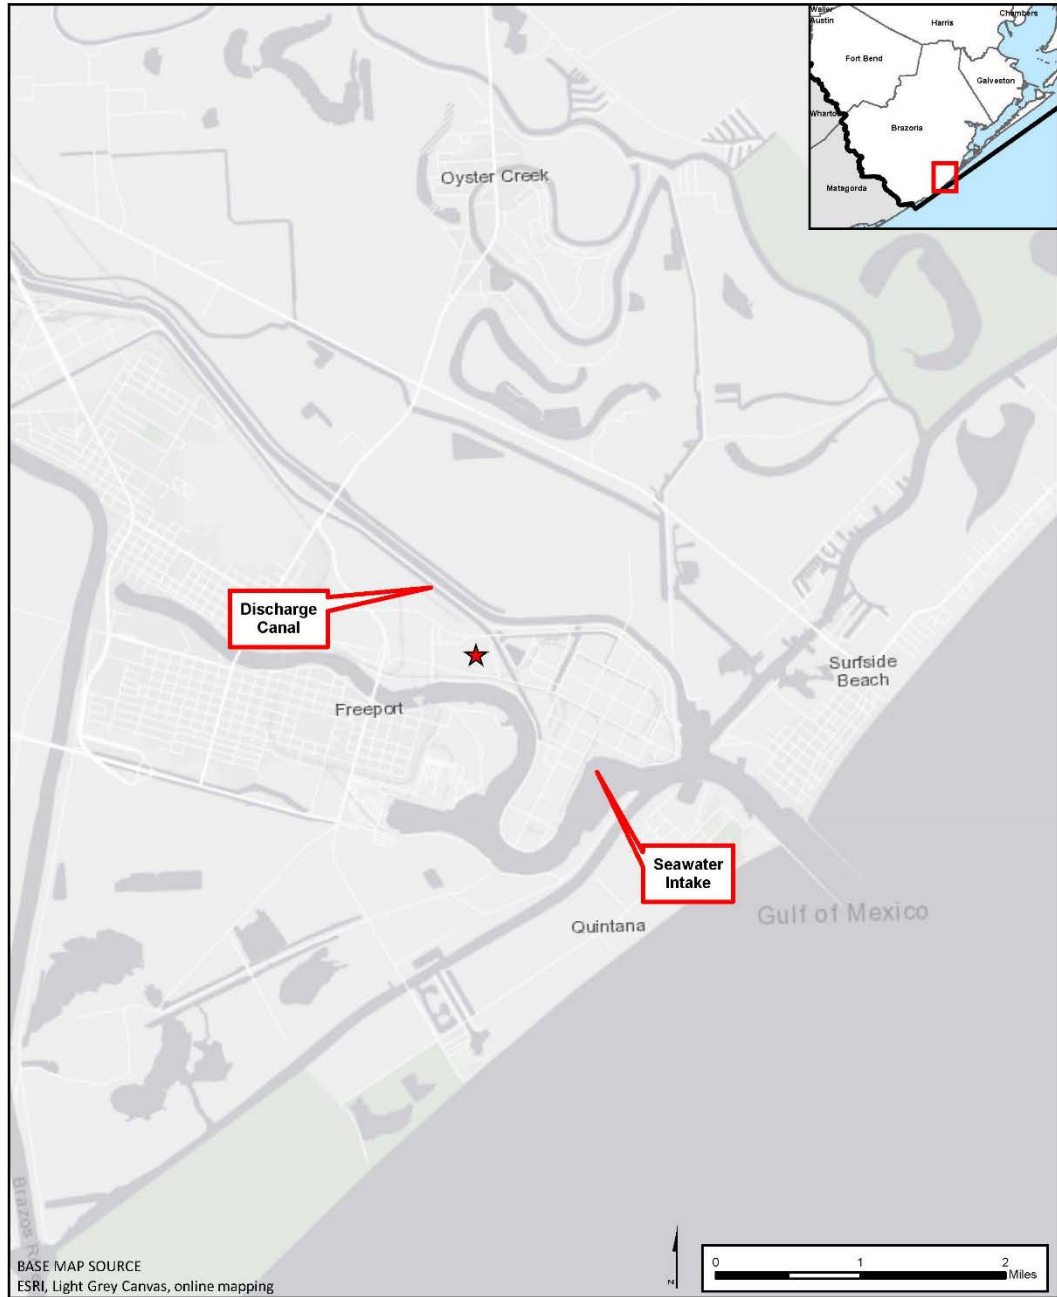 Waller
Austin
Harris
Chambers
Fort Bend
Galveston
Wharton
Brazoria
Matagorda
Oyster Creek
Discharge
Canal
Surfside
Beach
Freeport
Seawater
Intake
Gulf of Mexico
Quintana
Brazos
N
BASE MAP SOURCE
ESRI, Light Grey Canvas, online mapping
0
1
2
Miles